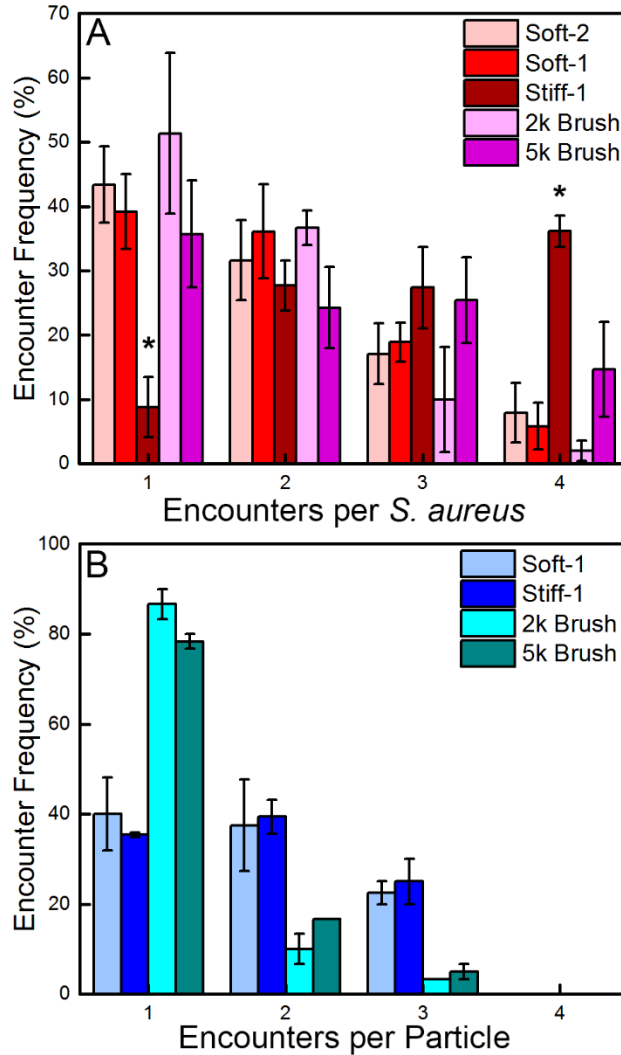 A
Soft-2
Soft-1
Stiff-1
2k Brush
5k Brush
Encounter Frequency (%)
70
60
50
40
30
20
10
0
*
*
1 2 3 4
Encounters per S. aureus
B
Soft-1
Stiff-1
2k Brush
5k Brush
Encounter Frequency (%)
100
80
60
40
20
0
1 2 3 4
Encounters per Particle